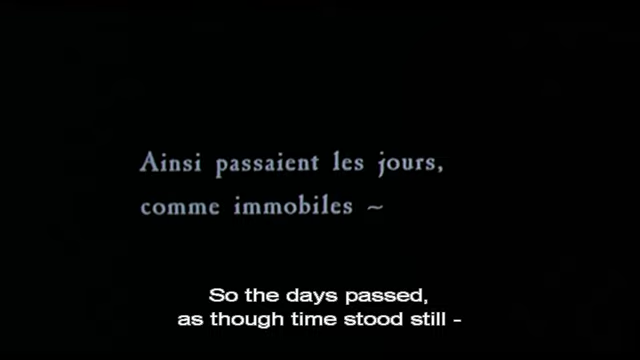 Ainsi passaient les jours,
comme immobiles ~
So the days passed,
as though time stood still -